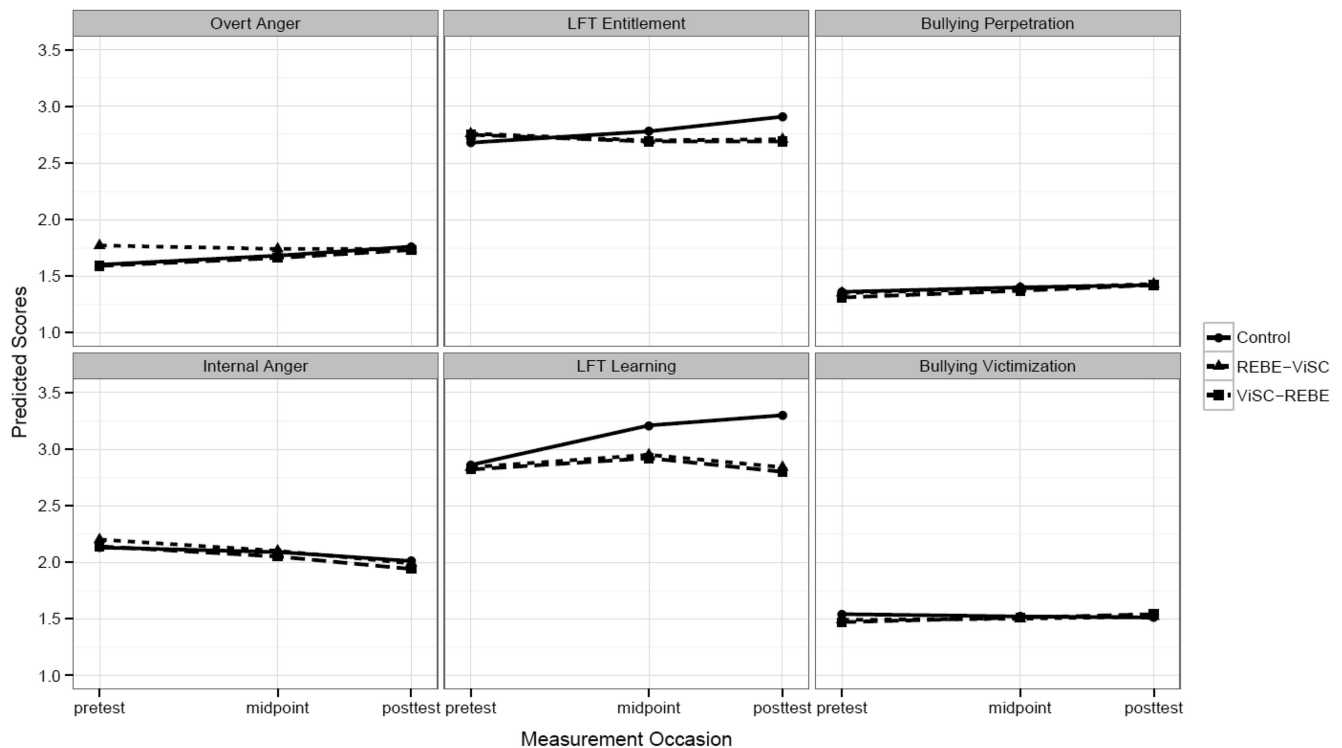 Overt Anger
LFT Entitlement
Bullying Perpetration
3.5
3.0
2.5
2.0
1.5
1.0
Internal Anger
LFT Learning
Bullying Victimization
3.5
3.0
2.5
2.0
1.5
1.0
Predicted Scores
pretest midpoint posttest
pretest midpoint posttest
pretest midpoint posttest
Measurement Occasion
Control
REBE−ViSC
ViSC−REBE